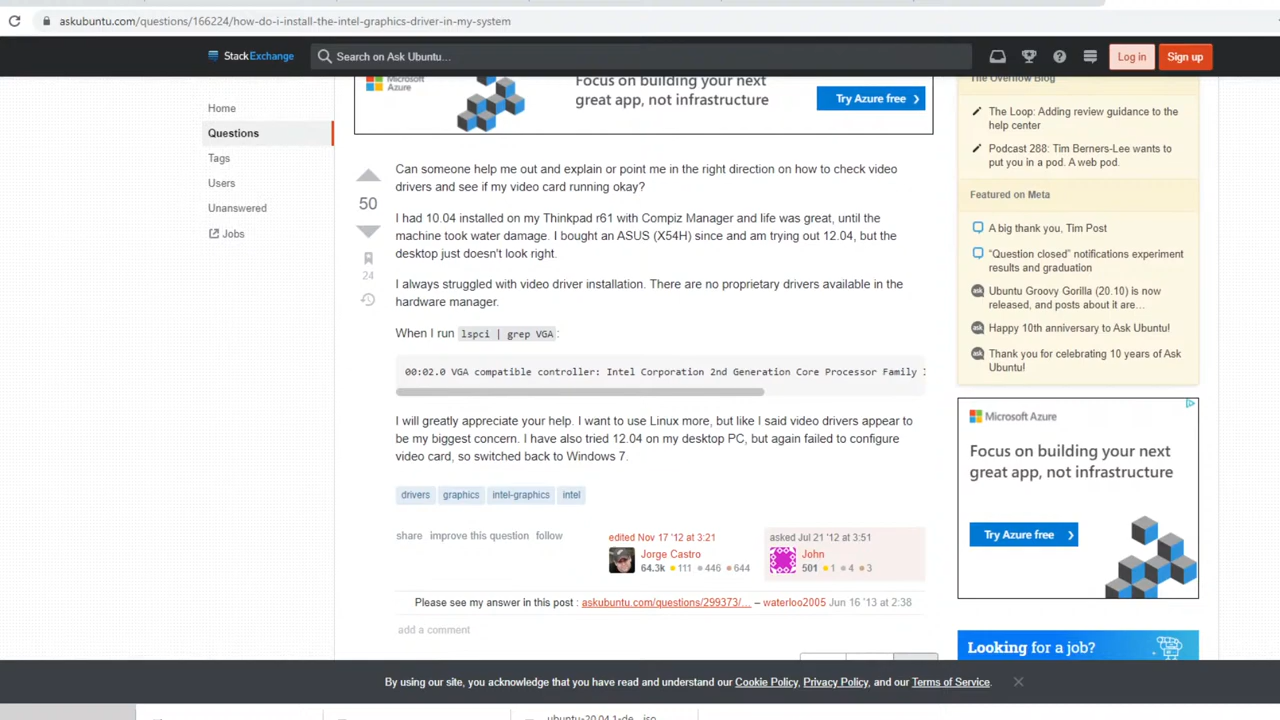 askubuntu.com/questions/166224/how-do-i-install-the-intel-graphics-driver-in-my-system
StackExchange
Search on Ask Ubuntu...
Log in
Sign up
Home
Questions
Tags
Users
Unanswered
Jobs
Microsoft
Azure
Focus on building your next
great app, not infrastructure
Try Azure free
50
24
Can someone help me out and explain or point me in the right direction on how to check video
drivers and see if my video card running okay?
I had 10.04 installed on my Thinkpad r61 with Compiz Manager and life was great, until the
machine took water damage. I bought an ASUS (X54H) since and am trying out 12.04, but the
desktop just doesn't look right.
I always struggled with video driver installation. There are no proprietary drivers available in the
hardware manager.
When I run lspci | grep VGA:
00:02.0 VGA compatible controller: Intel Corporation 2nd Generation Core Processor Family
I will greatly appreciate your help. I want to use Linux more, but like I said video drivers appear to
be my biggest concern. I have also tried 12.04 on my desktop PC, but again failed to configure
video card, so switched back to Windows 7.
drivers graphics intel-graphics intel
share improve this question follow
edited Nov 17 '12 at 3:21
Jorge Castro
64.3k 111 446 644
asked Jul 21 '12 at 3:51
John
501 1 4 3
Please see my answer in this post : askubuntu.com/questions/299373/... – waterloo2005 Jun 16 '13 at 2:38
add a comment
The Overflow Blog
The Loop: Adding review guidance to the
help center
Podcast 288: Tim Berners-Lee wants to
put you in a pod. A web pod.
Featured on Meta
A big thank you, Tim Post
“Question closed” notifications experiment
results and graduation
Ubuntu Groovy Gorilla (20.10) is now
released, and posts about it are…
Happy 10th anniversary to Ask Ubuntu!
Thank you for celebrating 10 years of Ask
Ubuntu!
Microsoft Azure
Focus on building your next
great app, not infrastructure
Try Azure free
Looking for a job?
By using our site, you acknowledge that you have read and understand our Cookie Policy, Privacy Policy, and our Terms of Service.
ubuntu-20.04.1-de....iso